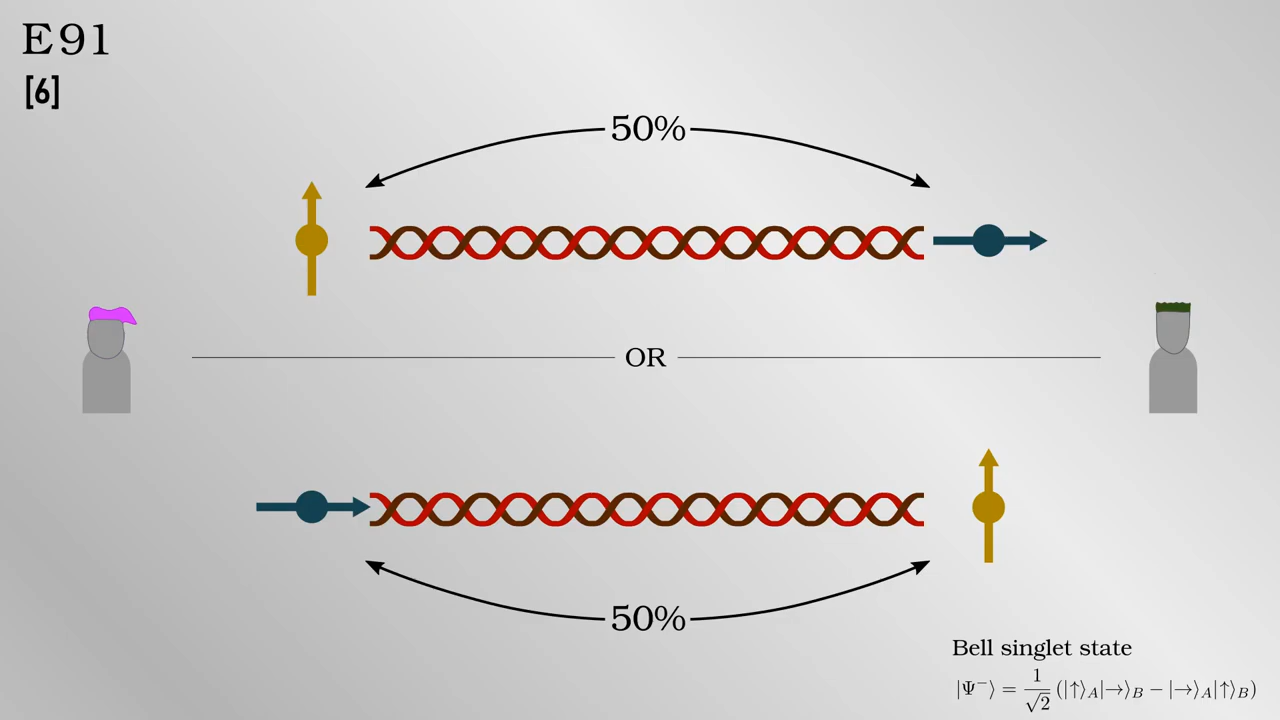 E91
[6]
50%
OR
50%
Bell singlet state
|Ψ⁻⟩ = 1/√2 (|↑⟩_A|→⟩_B − |→⟩_A|↑⟩_B)